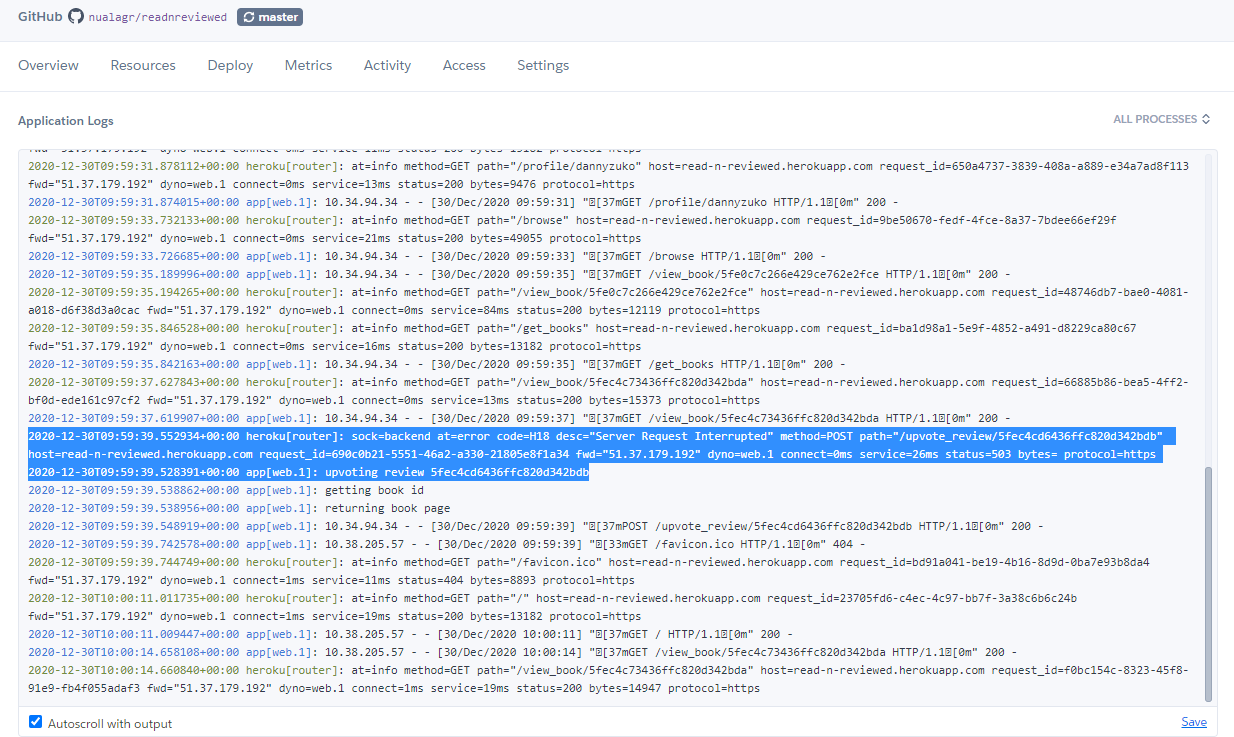 GitHub nualagr/readnreviewed master
Overview Resources Deploy Metrics Activity Access Settings
Application Logs ALL PROCESSES
2020-12-30T09:59:31.878112+00:00 heroku[router]: at=info method=GET path="/profile/dannyzuko" host=read-n-reviewed.herokuapp.com request_id=650a4737-3839-408a-a889-e34a7ad8f113
fwd="51.37.179.192" dyno=web.1 connect=0ms service=13ms status=200 bytes=9476 protocol=https
2020-12-30T09:59:31.874015+00:00 app[web.1]: 10.34.94.34 - - [30/Dec/2020 09:59:31] "[37mGET /profile/dannyzuko HTTP/1.1[0m" 200 -
2020-12-30T09:59:33.732133+00:00 heroku[router]: at=info method=GET path="/browse" host=read-n-reviewed.herokuapp.com request_id=9be50670-fedf-4fce-8a37-7bdee66ef29f
fwd="51.37.179.192" dyno=web.1 connect=0ms service=21ms status=200 bytes=49055 protocol=https
2020-12-30T09:59:33.726685+00:00 app[web.1]: 10.34.94.34 - - [30/Dec/2020 09:59:33] "[37mGET /browse HTTP/1.1[0m" 200 -
2020-12-30T09:59:35.189996+00:00 app[web.1]: 10.34.94.34 - - [30/Dec/2020 09:59:35] "[37mGET /view_book/5fe0c7c266e429ce762e2fce HTTP/1.1[0m" 200 -
2020-12-30T09:59:35.194265+00:00 heroku[router]: at=info method=GET path="/view_book/5fe0c7c266e429ce762e2fce" host=read-n-reviewed.herokuapp.com request_id=48746db7-bae0-4081-
a018-d6f38d3a0cac fwd="51.37.179.192" dyno=web.1 connect=0ms service=84ms status=200 bytes=12119 protocol=https
2020-12-30T09:59:35.846528+00:00 heroku[router]: at=info method=GET path="/get_books" host=read-n-reviewed.herokuapp.com request_id=ba1d98a1-5e9f-4852-a491-d8229ca80c67
fwd="51.37.179.192" dyno=web.1 connect=0ms service=16ms status=200 bytes=13182 protocol=https
2020-12-30T09:59:35.842163+00:00 app[web.1]: 10.34.94.34 - - [30/Dec/2020 09:59:35] "[37mGET /get_books HTTP/1.1[0m" 200 -
2020-12-30T09:59:37.627843+00:00 heroku[router]: at=info method=GET path="/view_book/5fec4c73436ffc820d342bda" host=read-n-reviewed.herokuapp.com request_id=66885b86-bea5-4ff2-
bf0d-ede161c97cf2 fwd="51.37.179.192" dyno=web.1 connect=0ms service=13ms status=200 bytes=15373 protocol=https
2020-12-30T09:59:37.619907+00:00 app[web.1]: 10.34.94.34 - - [30/Dec/2020 09:59:37] "[37mGET /view_book/5fec4c73436ffc820d342bda HTTP/1.1[0m" 200 -
2020-12-30T09:59:39.552934+00:00 heroku[router]: sock=backend at=error code=H18 desc="Server Request Interrupted" method=POST path="/upvote_review/5fec4cd6436ffc820d342bdb"
host=read-n-reviewed.herokuapp.com request_id=690c0b21-5551-46a2-a330-21805e8f1a34 fwd="51.37.179.192" dyno=web.1 connect=0ms service=26ms status=503 bytes= protocol=https
2020-12-30T09:59:39.528391+00:00 app[web.1]: upvoting review 5fec4cd6436ffc820d342bdb
2020-12-30T09:59:39.538862+00:00 app[web.1]: getting book id
2020-12-30T09:59:39.538956+00:00 app[web.1]: returning book page
2020-12-30T09:59:39.548919+00:00 app[web.1]: 10.34.94.34 - - [30/Dec/2020 09:59:39] "[37mPOST /upvote_review/5fec4cd6436ffc820d342bdb HTTP/1.1[0m" 200 -
2020-12-30T09:59:39.742578+00:00 app[web.1]: 10.38.205.57 - - [30/Dec/2020 09:59:39] "[33mGET /favicon.ico HTTP/1.1[0m" 404 -
2020-12-30T09:59:39.744749+00:00 heroku[router]: at=info method=GET path="/favicon.ico" host=read-n-reviewed.herokuapp.com request_id=bd91a041-be19-4b16-8d9d-0ba7e93b8da4
fwd="51.37.179.192" dyno=web.1 connect=1ms service=11ms status=404 bytes=8893 protocol=https
2020-12-30T10:00:11.011735+00:00 heroku[router]: at=info method=GET path="/" host=read-n-reviewed.herokuapp.com request_id=23705fd6-c4ec-4c97-bb7f-3a38c6b6c24b
fwd="51.37.179.192" dyno=web.1 connect=1ms service=19ms status=200 bytes=13182 protocol=https
2020-12-30T10:00:11.009447+00:00 app[web.1]: 10.38.205.57 - - [30/Dec/2020 10:00:11] "[37mGET / HTTP/1.1[0m" 200 -
2020-12-30T10:00:14.658108+00:00 app[web.1]: 10.38.205.57 - - [30/Dec/2020 10:00:14] "[37mGET /view_book/5fec4c73436ffc820d342bda HTTP/1.1[0m" 200 -
2020-12-30T10:00:14.660840+00:00 heroku[router]: at=info method=GET path="/view_book/5fec4c73436ffc820d342bda" host=read-n-reviewed.herokuapp.com request_id=f0bc154c-8323-45f8-
91e9-fb4f055adaf3 fwd="51.37.179.192" dyno=web.1 connect=1ms service=19ms status=200 bytes=14947 protocol=https
Autoscroll with output Save